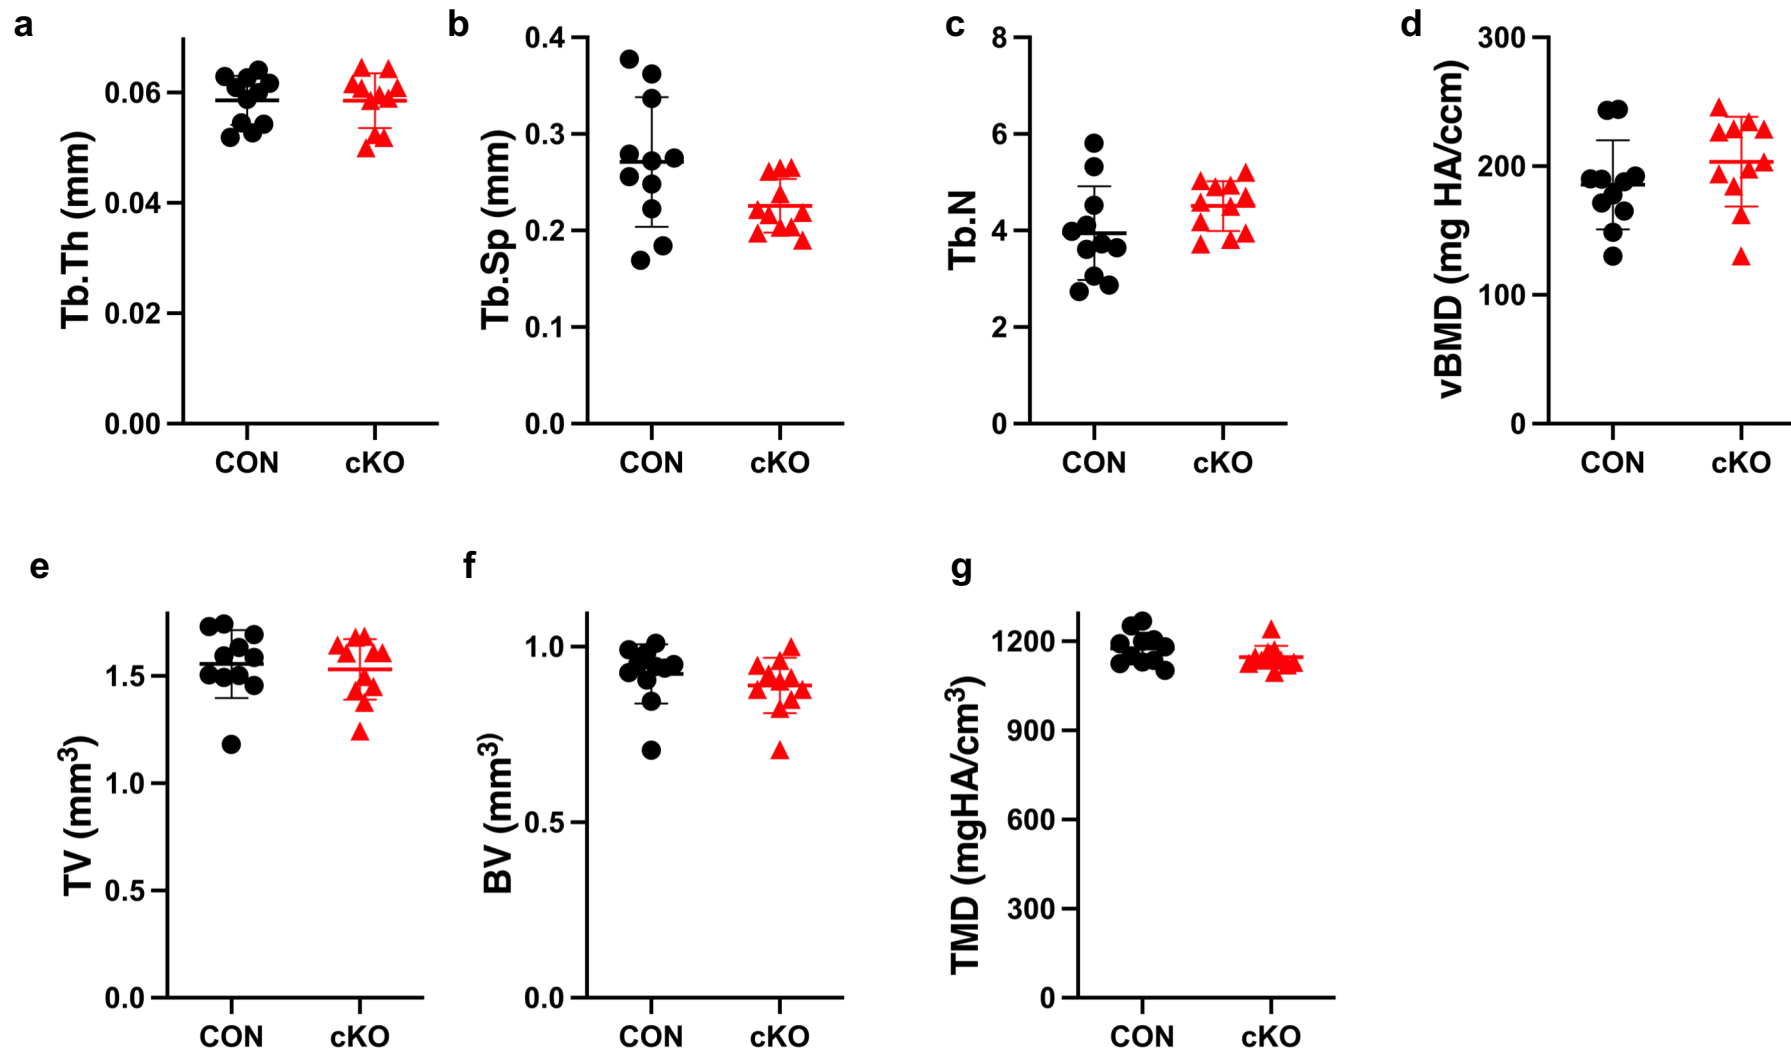 a
Tb.Th (mm)
0.06
0.04
0.02
0.00
CON cKO
b
Tb.Sp (mm)
0.4
0.3
0.2
0.1
0.0
CON cKO
c
Tb.N
8
6
4
2
0
CON cKO
d
vBMD (mg HA/ccm)
300
200
100
0
CON cKO
e
TV (mm³)
1.5
1.0
0.5
0.0
CON cKO
f
BV (mm³)
1.0
0.5
0.0
CON cKO
g
TMD (mgHA/cm³)
1200
900
600
300
0
CON cKO